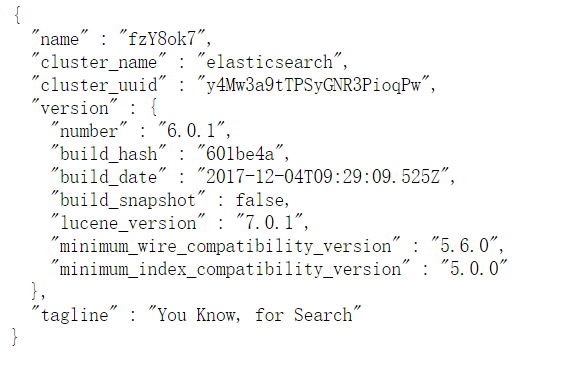 {
"name" : "fzY8ok7",
"cluster_name" : "elasticsearch",
"cluster_uuid" : "y4Mw3a9tTPSyGNR3PioqPw",
"version" : {
"number" : "6.0.1",
"build_hash" : "601be4a",
"build_date" : "2017-12-04T09:29:09.525Z",
"build_snapshot" : false,
"lucene_version" : "7.0.1",
"minimum_wire_compatibility_version" : "5.6.0",
"minimum_index_compatibility_version" : "5.0.0"
},
"tagline" : "You Know, for Search"
}